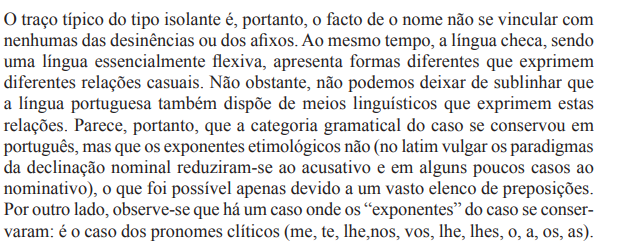 O traço típico do tipo isolante é, portanto, o facto de o nome não se vincular com
nenhumas das desinências ou dos afixos. Ao mesmo tempo, a língua checa, sendo
uma língua essencialmente flexiva, apresenta formas diferentes que exprimem
diferentes relações casuais. Não obstante, não podemos deixar de sublinhar que
a língua portuguesa também dispõe de meios linguísticos que exprimem estas
relações. Parece, portanto, que a categoria gramatical do caso se conservou em
português, mas que os exponentes etimológicos não (no latim vulgar os paradigmas
da declinação nominal reduziram-se ao acusativo e em alguns poucos casos ao
nominativo), o que foi possível apenas devido a um vasto elenco de preposições.
Por outro lado, observe-se que há um caso onde os “exponentes” do caso se conser-
varam: é o caso dos pronomes clíticos (me, te, lhe,nos, vos, lhe, lhes, o, a, os, as).